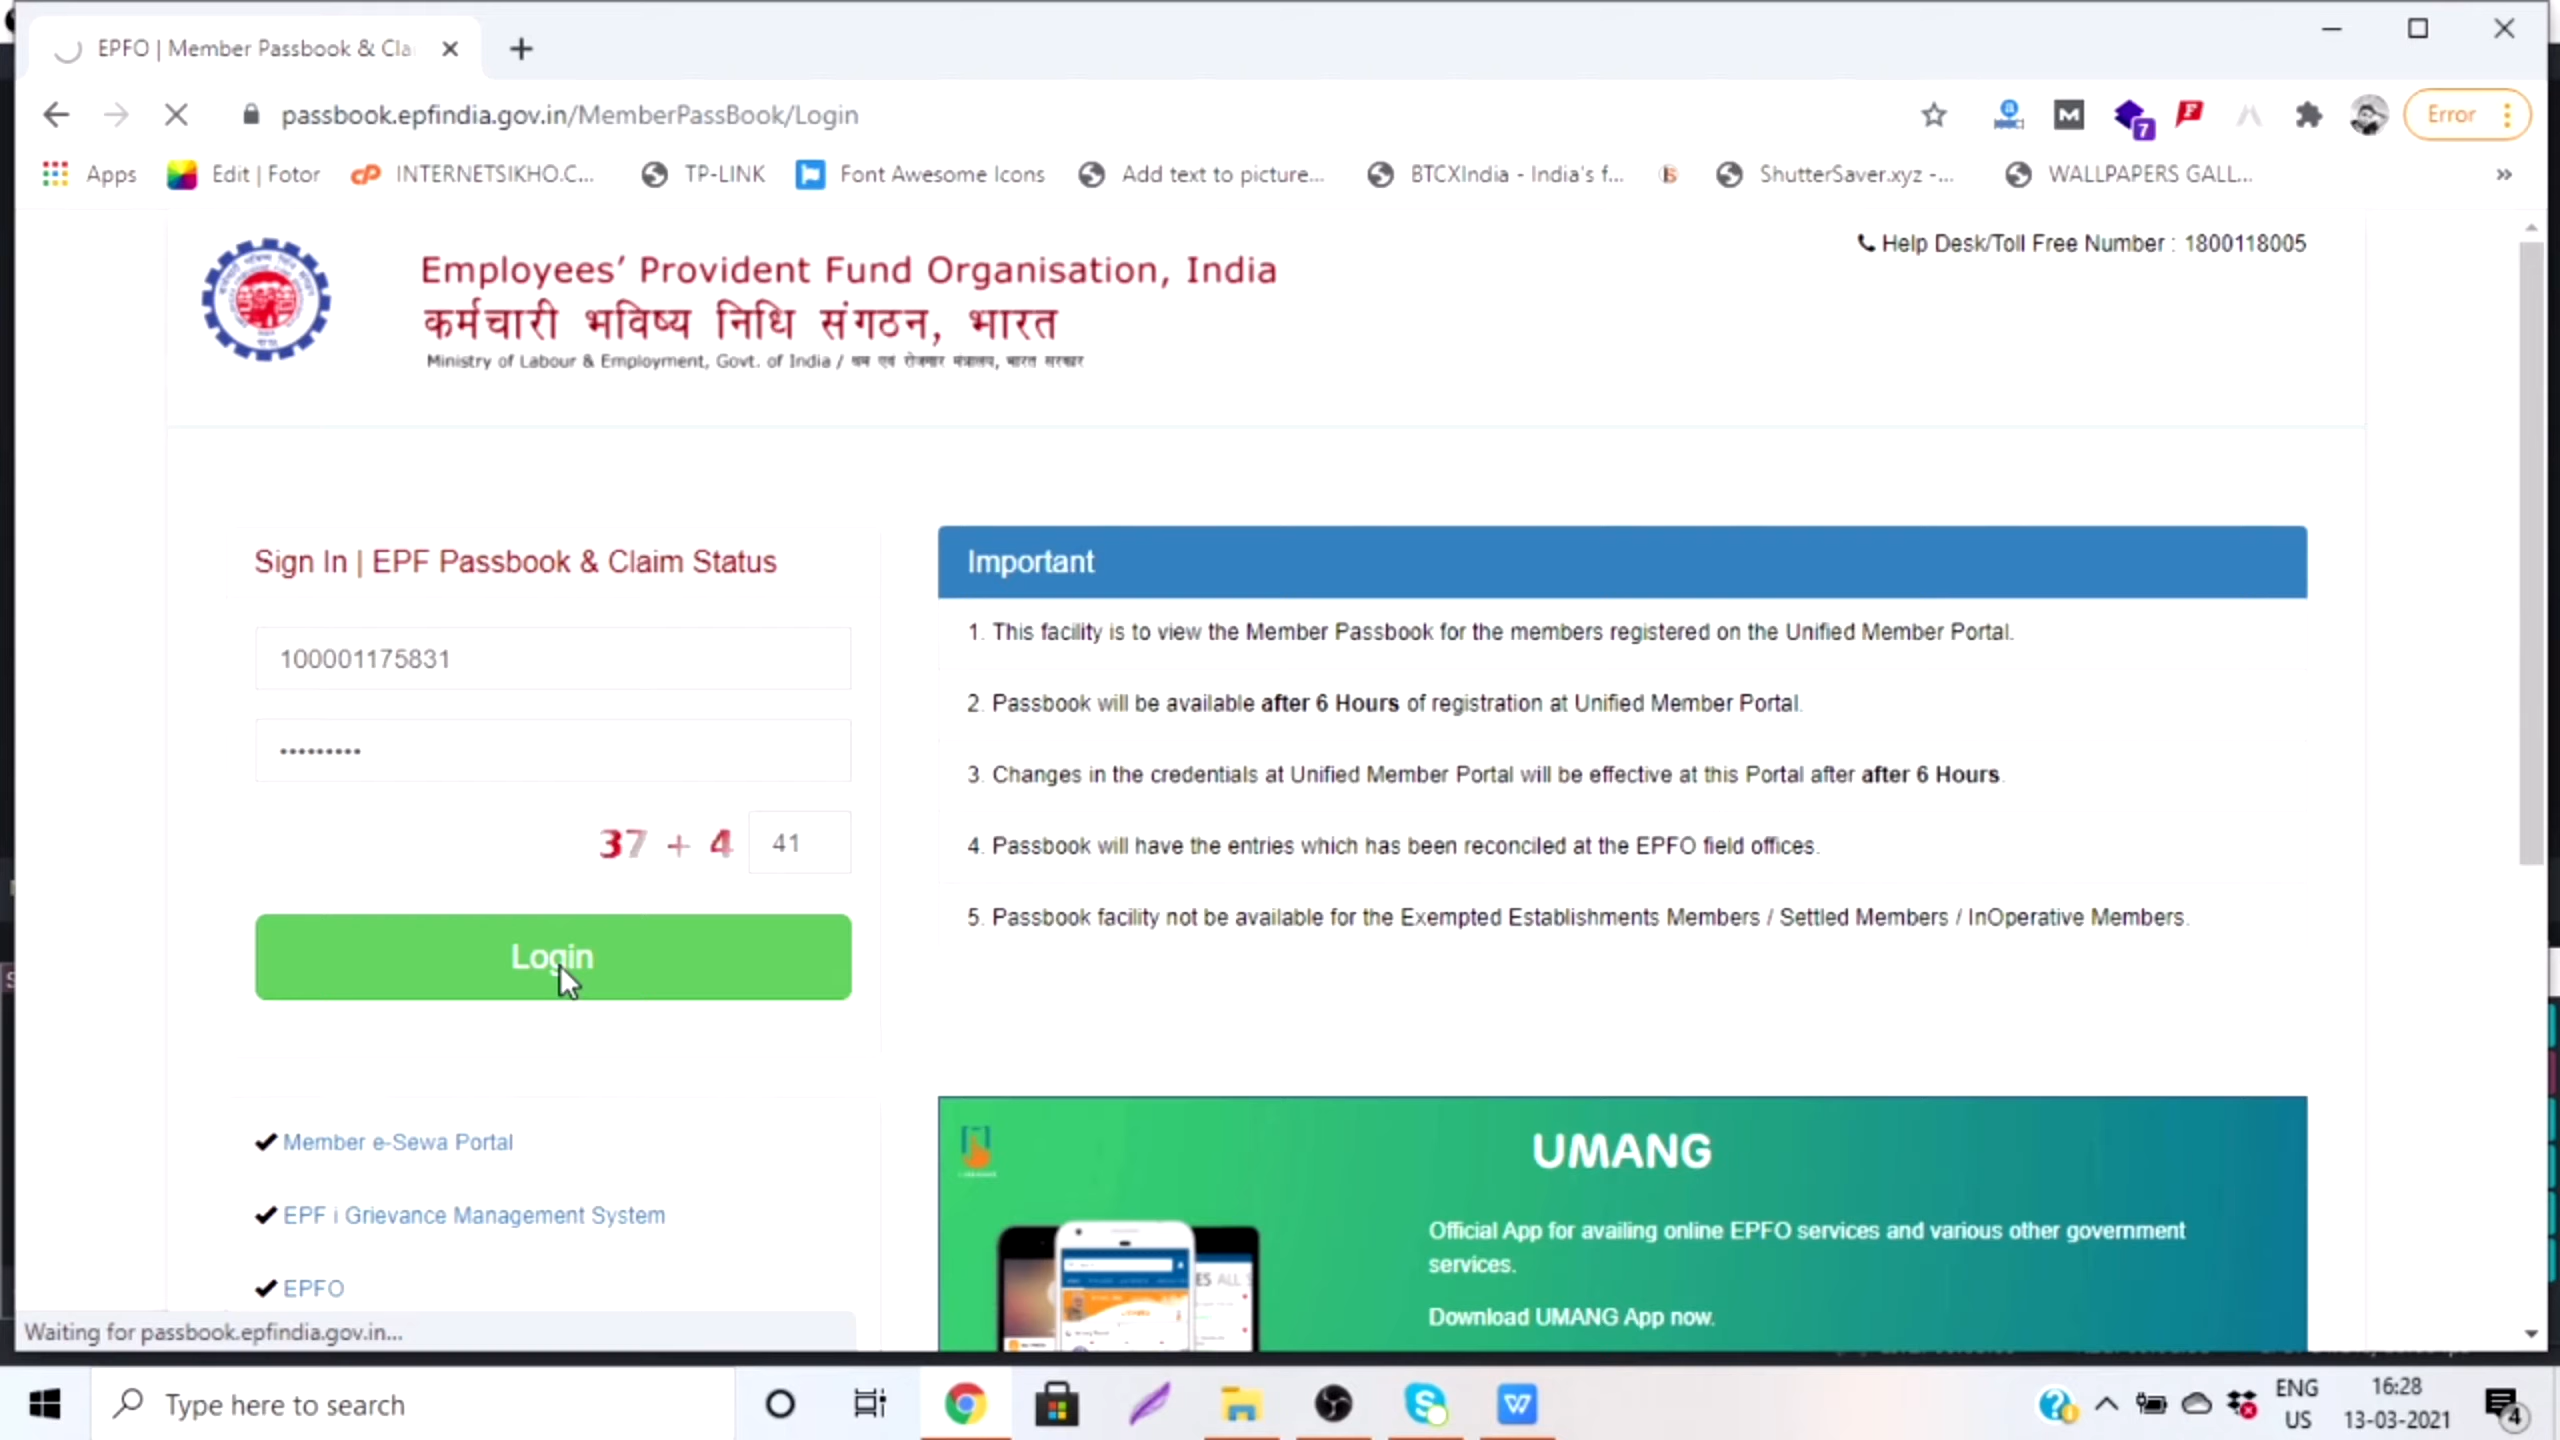 EPFO | Member Passbook & Cla
passbook.epfindia.gov.in/MemberPassBook/Login
7
Error
Apps
Edit | Fotor
INTERNETSIKHO.C...
TP-LINK
Font Awesome Icons
Add text to picture...
BTCXIndia - India's f...
ShutterSaver.xyz -...
WALLPAPERS GALL...
Help Desk/Toll Free Number : 1800118005
Employees' Provident Fund Organisation, India
कर्मचारी भविष्य निधि संगठन, भारत
Ministry of Labour & Employment, Govt. of India / श्रम एवं रोजगार मंत्रालय, भारत सरकार
Sign In | EPF Passbook & Claim Status
100001175831
37 + 4
41
Login
Important
1. This facility is to view the Member Passbook for the members registered on the Unified Member Portal.
2. Passbook will be available after 6 Hours of registration at Unified Member Portal.
3. Changes in the credentials at Unified Member Portal will be effective at this Portal after after 6 Hours.
4. Passbook will have the entries which has been reconciled at the EPFO field offices.
5. Passbook facility not be available for the Exempted Establishments Members / Settled Members / InOperative Members.
Member e-Sewa Portal
EPF i Grievance Management System
EPFO
UMANG
Official App for availing online EPFO services and various other government
services.
Download UMANG App now.
Waiting for passbook.epfindia.gov.in...
Type here to search
ENG
US
16:28
13-03-2021
4